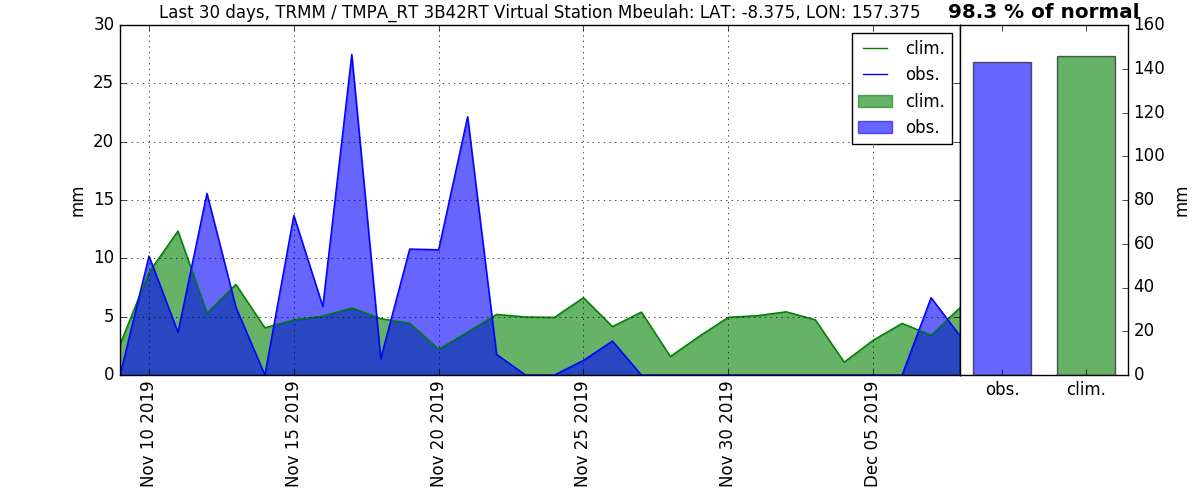 Last 30 days, TRMM / TMPA_RT 3B42RT Virtual Station Mbeulah: LAT: -8.375, LON: 157.375
98.3 % of normal
30
25
20
15
10
5
0
mm
clim.
obs.
clim.
obs.
160
140
120
100
80
60
40
20
0
mm
Nov 10 2019
Nov 15 2019
Nov 20 2019
Nov 25 2019
Nov 30 2019
Dec 05 2019
obs.
clim.